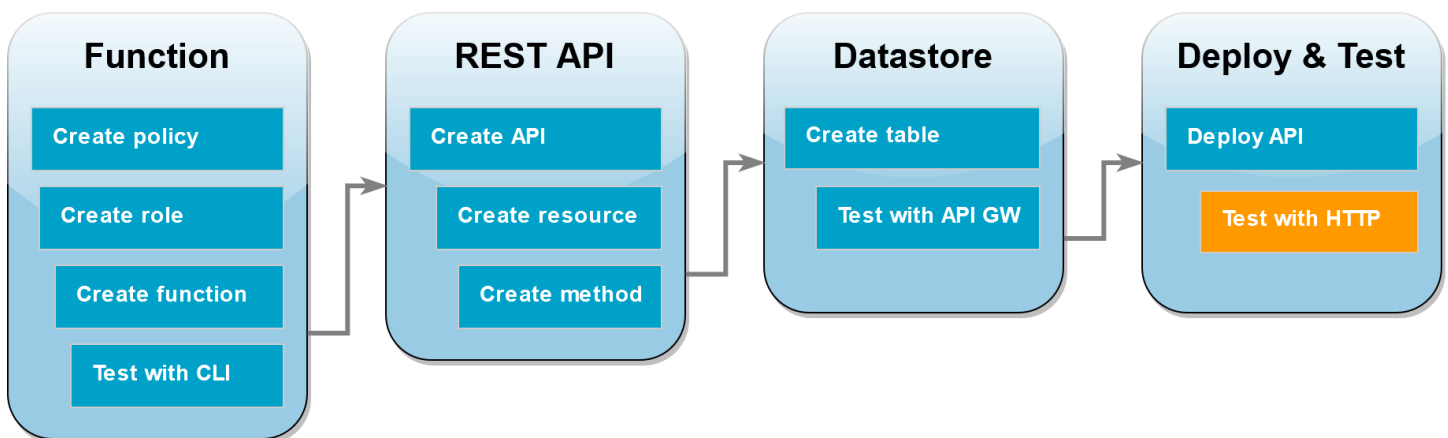 Function
Create policy
Create role
Create function
Test with CLI
REST API
Create API
Create resource
Create method
Datastore
Create table
Test with API GW
Deploy & Test
Deploy API
Test with HTTP